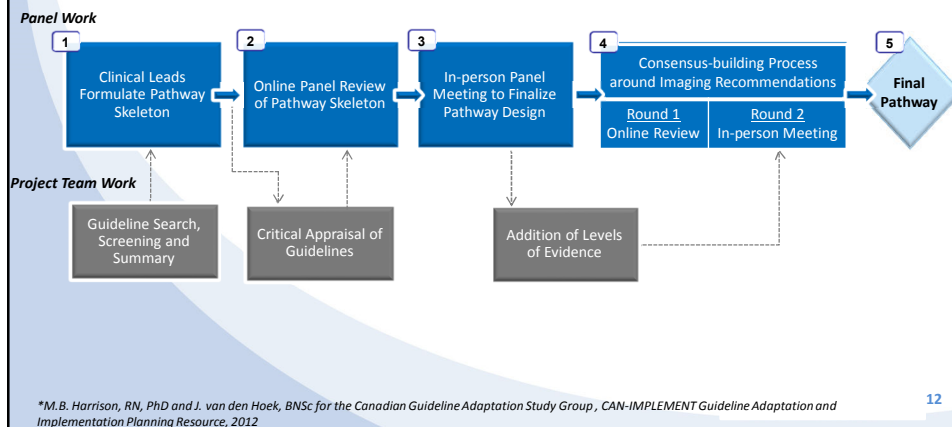 Panel Work
1
Clinical Leads
Formulate Pathway
Skeleton
2
Online Panel Review
of Pathway Skeleton
3
In-person Panel
Meeting to Finalize
Pathway Design
4
Consensus-building Process
around Imaging Recommendations
Round 1
Online Review
Round 2
In-person Meeting
5
Final
Pathway
Project Team Work
Guideline Search,
Screening and
Summary
Critical Appraisal of
Guidelines
Addition of Levels
of Evidence
*M.B. Harrison, RN, PhD and J. van den Hoek, BNSc for the Canadian Guideline Adaptation Study Group , CAN-IMPLEMENT Guideline Adaptation and
Implementation Planning Resource, 2012
12